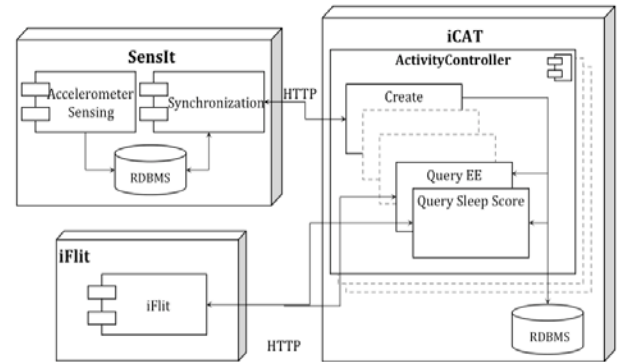 SensIt
Accelerometer
Sensing
Synchronization
RDBMS
HTTP
iCAT
ActivityController
Create
Query EE
Query Sleep Score
RDBMS
iFlit
iFlit
HTTP